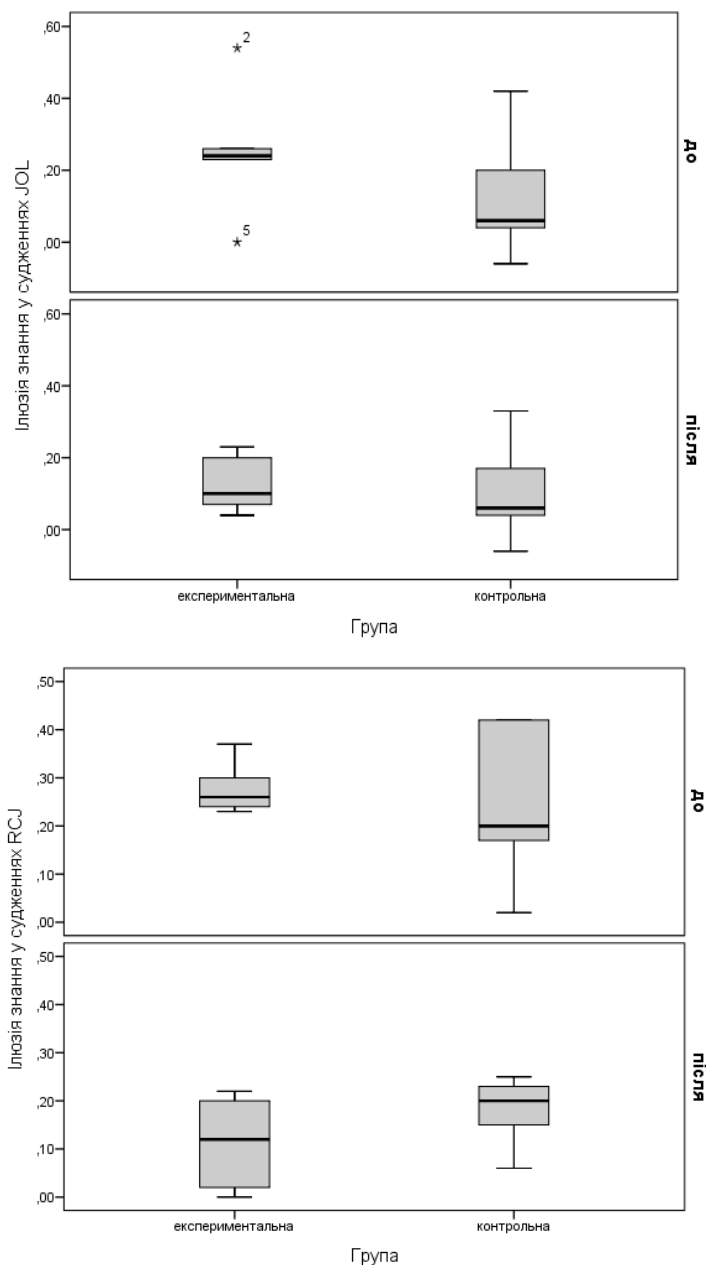 Ілюзія знання у судженнях JOL
,60
,40
,20
,00
2
5
до
,60
,40
,20
,00
після
експериментальна
контрольна
Група
Ілюзія знання у судженнях RCJ
,50
,40
,30
,20
,10
,00
до
,50
,40
,30
,20
,10
,00
після
експериментальна
контрольна
Група